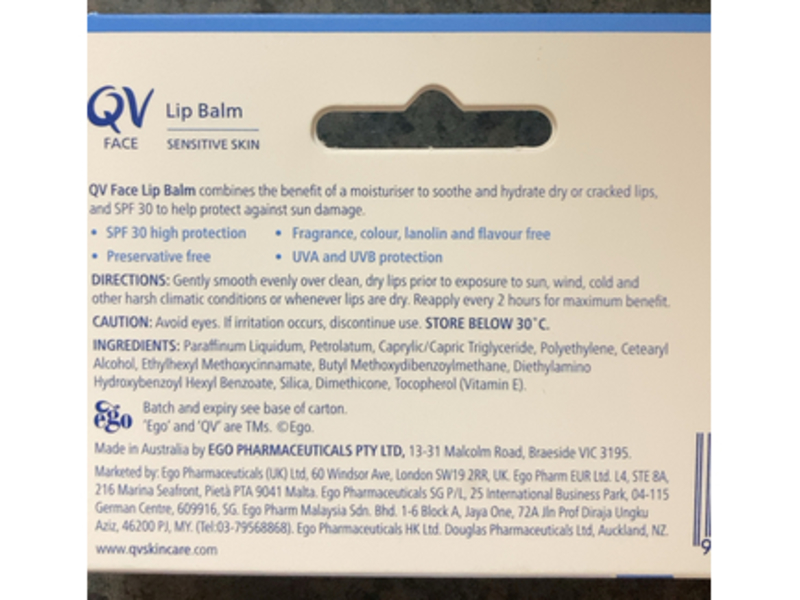 QV Lip Balm
FACE SENSITIVE SKIN
QV Face Lip Balm combines the benefit of a moisturiser to soothe and hydrate dry or cracked lips,
and SPF 30 to help protect against sun damage.
• SPF 30 high protection • Fragrance, colour, lanolin and flavour free
• Preservative free • UVA and UVB protection
DIRECTIONS: Gently smooth evenly over clean, dry lips prior to exposure to sun, wind, cold and
other harsh climatic conditions or whenever lips are dry. Reapply every 2 hours for maximum benefit.
CAUTION: Avoid eyes. If irritation occurs, discontinue use. STORE BELOW 30°C.
INGREDIENTS: Paraffinum Liquidum, Petrolatum, Caprylic/Capric Triglyceride, Polyethylene, Cetearyl
Alcohol, Ethylhexyl Methoxycinnamate, Butyl Methoxydibenzoylmethane, Diethylamino
Hydroxybenzoyl Hexyl Benzoate, Silica, Dimethicone, Tocopherol (Vitamin E).
ego Batch and expiry see base of carton.
'Ego' and 'QV' are TMs. ©Ego.
Made in Australia by EGO PHARMACEUTICALS PTY LTD, 13-31 Malcolm Road, Braeside VIC 3195.
Marketed by: Ego Pharmaceuticals (UK) Ltd, 60 Windsor Ave, London SW19 2RR, UK. Ego Pharm EUR Ltd. L4, STE 8A,
216 Marina Seafront, Pietà PTA 9041 Malta. Ego Pharmaceuticals SG P/L, 25 International Business Park, 04-115
German Centre, 609916, SG. Ego Pharm Malaysia Sdn. Bhd. 1-6 Block A, Jaya One, 72A Jln Prof Diraja Ungku
Aziz, 46200 PJ, MY. (Tel:03-79568868). Ego Pharmaceuticals HK Ltd. Douglas Pharmaceuticals Ltd, Auckland, NZ.
www.qvskincare.com
9